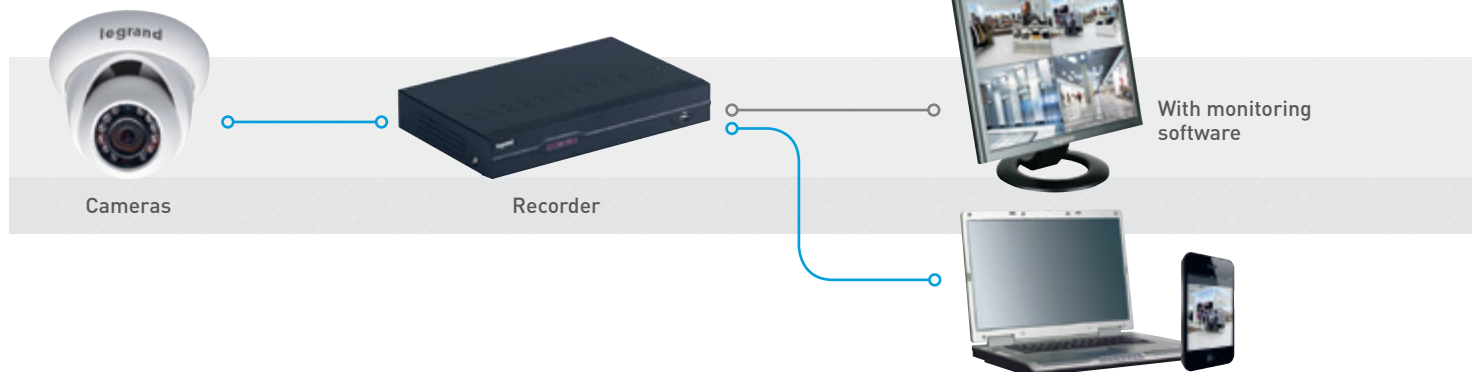 legrand
With monitoring
software
Cameras
Recorder